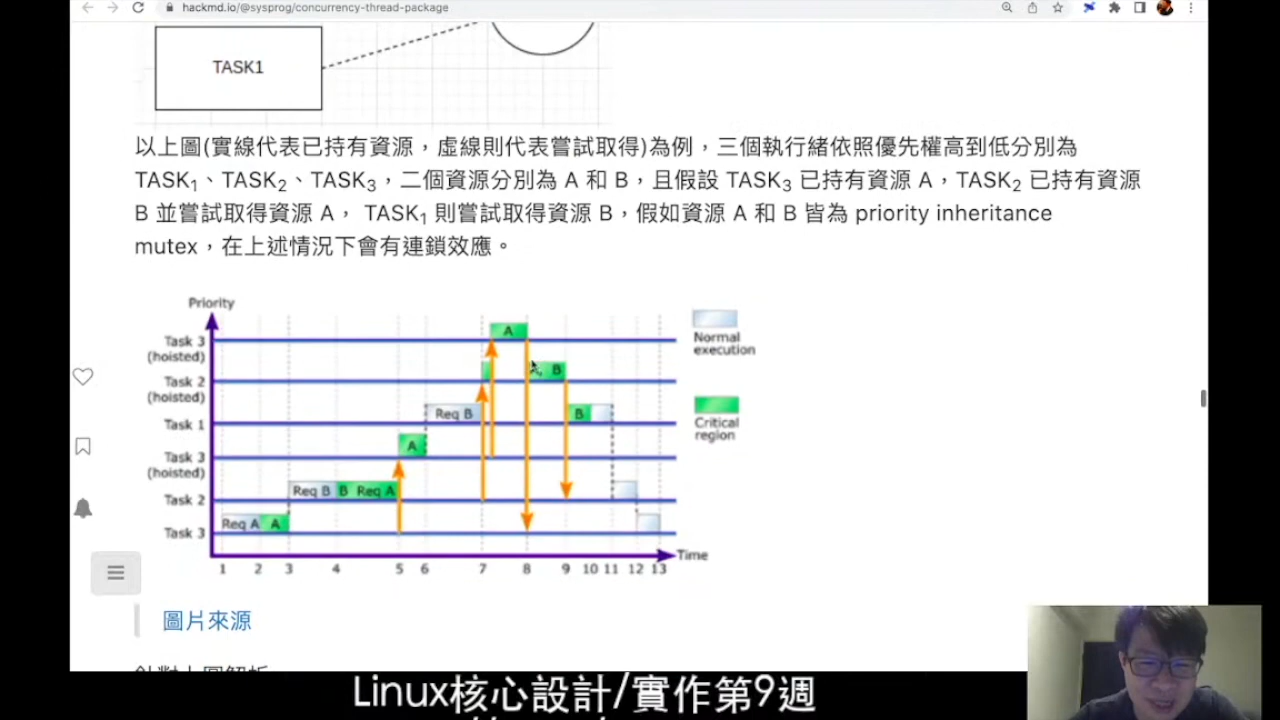 hackmd.io/@sysprog/concurrency-thread-package
TASK1
以上圖(實線代表已持有資源，虛線則代表嘗試取得)為例，三個執行緒依照優先權高到低分別為
TASK₁、TASK₂、TASK₃，二個資源分別為 A 和 B，且假設 TASK₃ 已持有資源 A，TASK₂ 已持有資源
B 並嘗試取得資源 A， TASK₁ 則嘗試取得資源 B，假如資源 A 和 B 皆為 priority inheritance
mutex，在上述情況下會有連鎖效應。
Priority
Task 3
(hoisted)
Task 2
(hoisted)
Task 1
Task 3
(hoisted)
Task 2
Task 3
A
B
Req B
B
A
Req B B Req A
Req A A
Normal
execution
Critical
region
Time
1 2 3 4 5 6 7 8 9 10 11 12 13
圖片來源
Linux核心設計/實作第9週